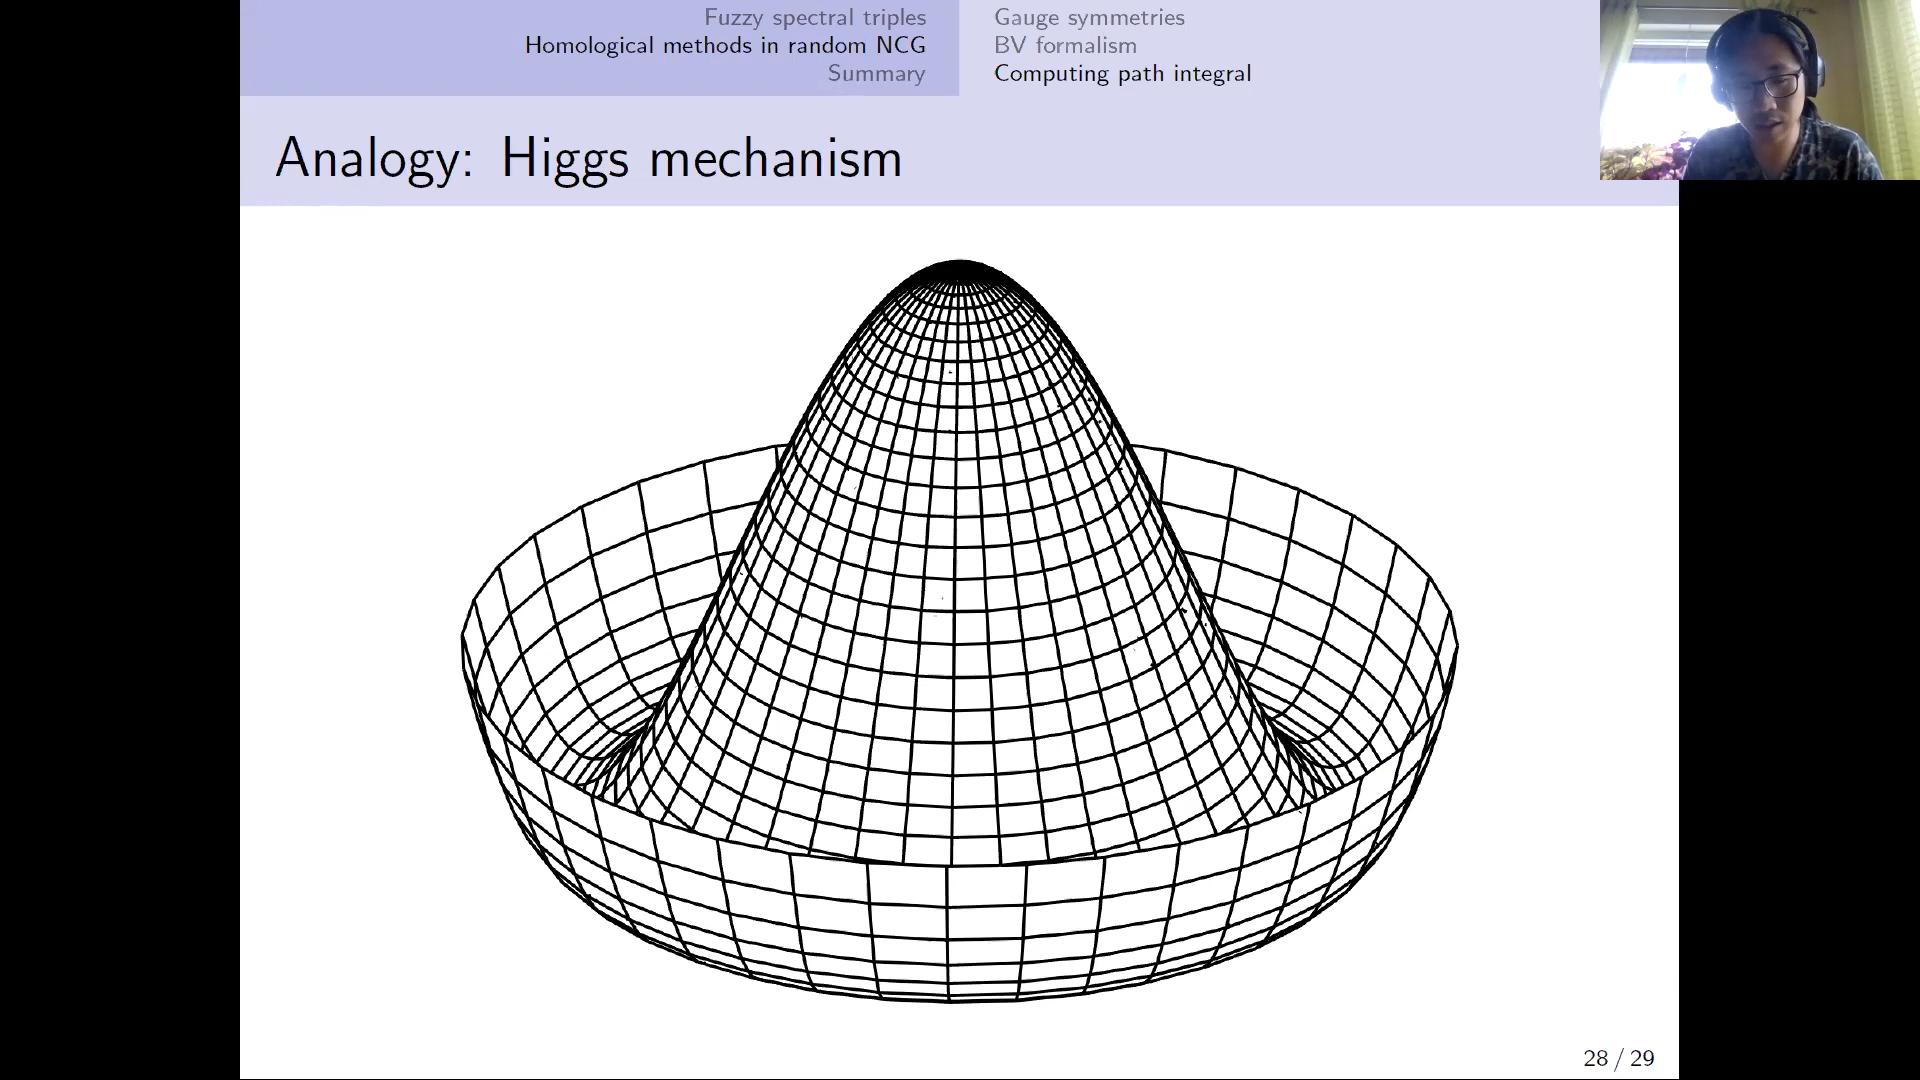 Fuzzy spectral triples
Homological methods in random NCG
Summary
Gauge symmetries
BV formalism
Computing path integral
Analogy: Higgs mechanism
28 / 29